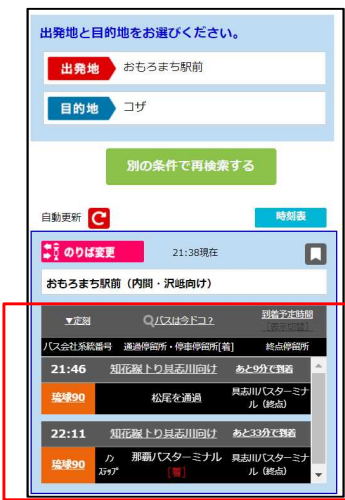 出発地と目的地をお選びください。
出発地 おもろまち駅前
目的地 コザ
別の条件で再検索する
自動更新 時刻表
のりば変更 21:38現在
おもろまち駅前（内間・沢岻向け）
▼定刻 バスは今ドコ？ 到着予定時間
[表示切替]
バス会社系統番号 通過停留所・停車停留所[着] 終点停留所
21:46 知花線上り具志川向け あと9分で到着
琉球90 松尾を通過 具志川バスターミナル（終点）
22:11 知花線上り具志川向け あと33分で到着
琉球90 ﾉﾝｽﾃｯﾌﾟ 那覇バスターミナル[着] 具志川バスターミナル（終点）